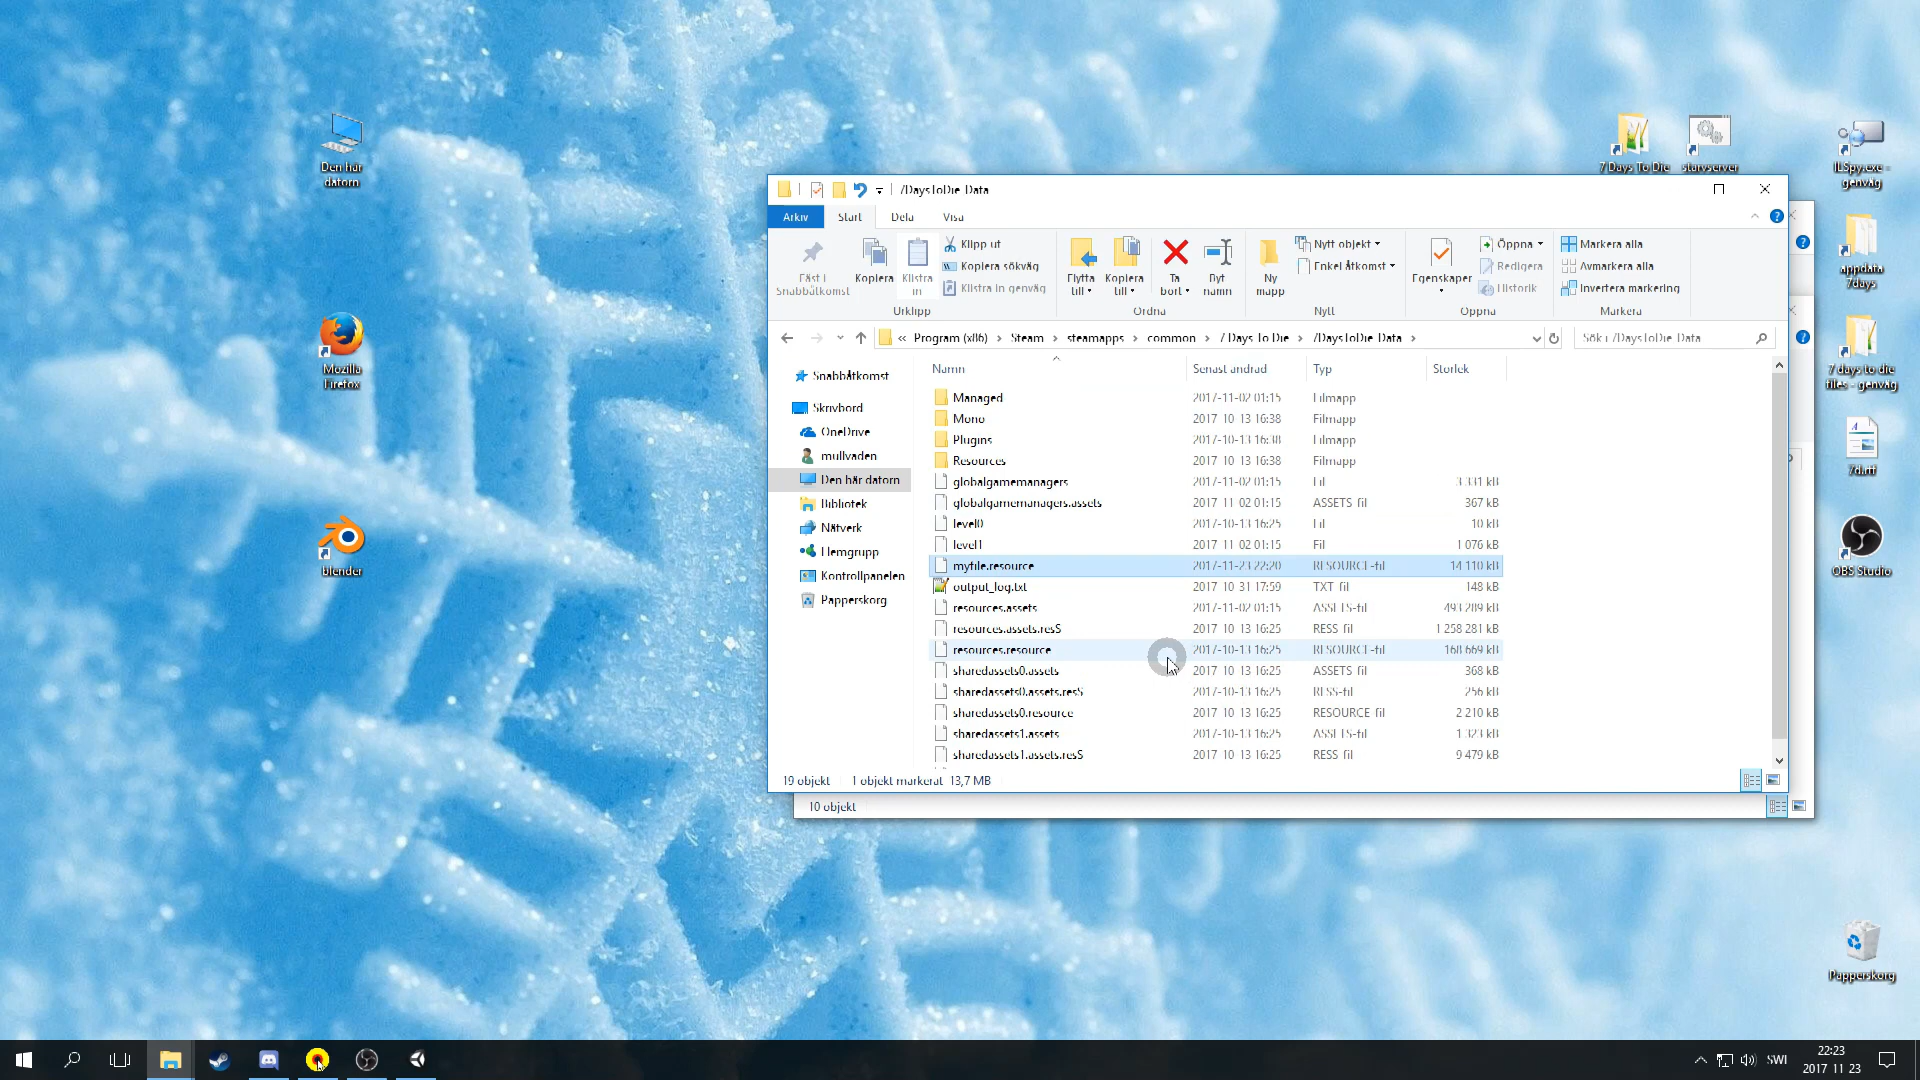 Den här
datorn
Mozilla
Firefox
blender
7 Days To Die
ILSpy.exe -
genväg
appdata
7days
7 days to die
files - genväg
7d.rtf
OBS Studio
Papperskorg
7DaysToDie_Data
Arkiv
Start
Dela
Visa
Fäst i
Snabbåtkomst
Kopiera
Klistra
in
Klipp ut
Kopiera sökväg
Klistra in genväg
Urklipp
Flytta
till
Kopiera
till
Ta
bort
Byt
namn
Ordna
Ny
mapp
Nytt objekt
Enkel åtkomst
Nytt
Egenskaper
Öppna
Redigera
Historik
Öppna
Markera alla
Avmarkera alla
Invertera markering
Markera
« Program (x86) > Steam > steamapps > common > 7 Days To Die > 7DaysToDie_Data >
Sök i 7DaysToDie_Data
Snabbåtkomst
Skrivbord
OneDrive
mullvaden
Den här datorn
Bibliotek
Nätverk
Hemgrupp
Kontrollpanelen
Papperskorg
Namn Senast ändrad Typ Storlek
Managed 2017-11-02 01:15 Filmapp
Mono 2017-10-13 16:38 Filmapp
Plugins 2017-10-13 16:38 Filmapp
Resources 2017-10-13 16:38 Filmapp
globalgamemanagers 2017-11-02 01:15 Fil 3 331 kB
globalgamemanagers.assets 2017-11-02 01:15 ASSETS-fil 367 kB
level0 2017-10-13 16:25 Fil 10 kB
level1 2017-11-02 01:15 Fil 1 076 kB
myfile.resource 2017-11-23 22:20 RESOURCE-fil 14 110 kB
output_log.txt 2017-10-31 17:59 TXT-fil 148 kB
resources.assets 2017-11-02 01:15 ASSETS-fil 493 289 kB
resources.assets.resS 2017-10-13 16:25 RESS-fil 1 258 281 kB
resources.resource 2017-10-13 16:25 RESOURCE-fil 168 669 kB
sharedassets0.assets 2017-10-13 16:25 ASSETS-fil 368 kB
sharedassets0.assets.resS 2017-10-13 16:25 RESS-fil 256 kB
sharedassets0.resource 2017-10-13 16:25 RESOURCE-fil 2 210 kB
sharedassets1.assets 2017-10-13 16:25 ASSETS-fil 1 323 kB
sharedassets1.assets.resS 2017-10-13 16:25 RESS-fil 9 479 kB
19 objekt 1 objekt markerat 13,7 MB
10 objekt
SWE
22:23
2017-11-23